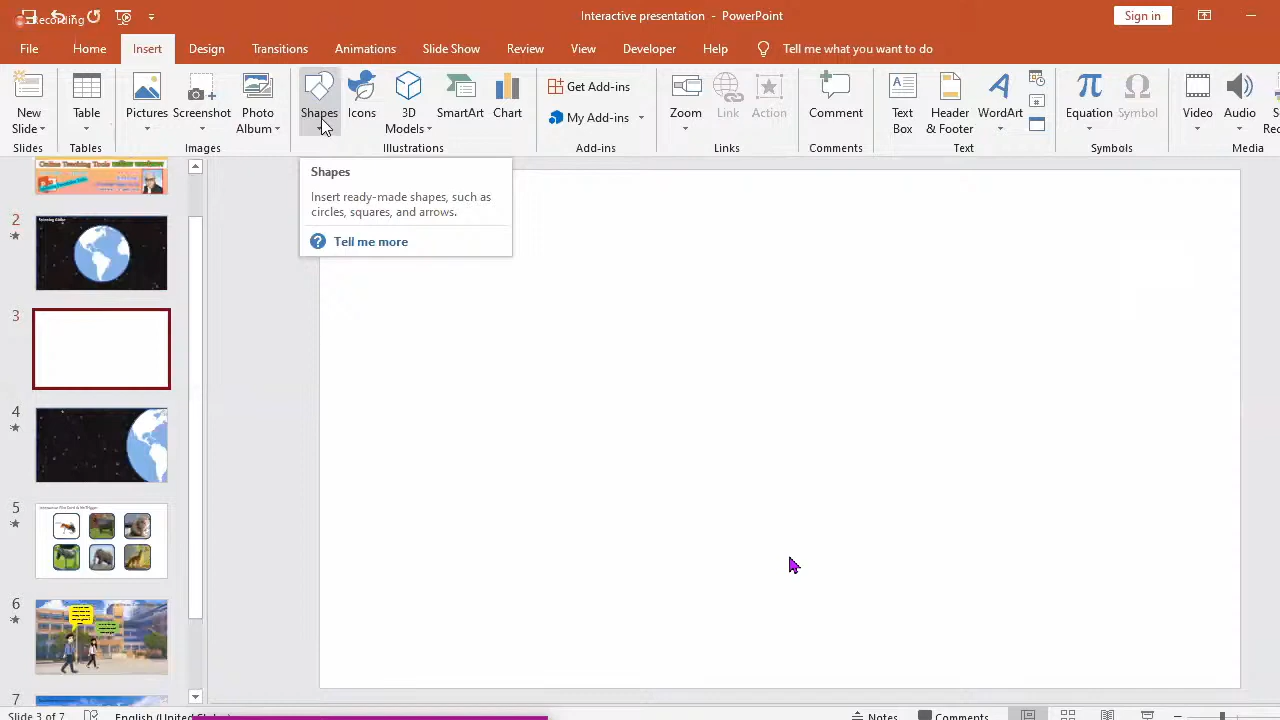 Recording
Interactive presentation - PowerPoint
Sign in
File Home Insert Design Transitions Animations Slide Show Review View Developer Help Tell me what you want to do
New Slide
Table
Pictures
Screenshot
Photo Album
Shapes
Icons
3D Models
SmartArt
Chart
Get Add-ins
My Add-ins
Zoom
Link
Action
Comment
Text Box
Header & Footer
WordArt
Equation
Symbol
Video
Audio
Slides Tables Images Illustrations Add-ins Links Comments Text Symbols Media
Shapes
Insert ready-made shapes, such as
circles, squares, and arrows.
? Tell me more
Online Teaching Tools
2
3
4
5
6
7
Slide 3 of 7
Notes
Comments